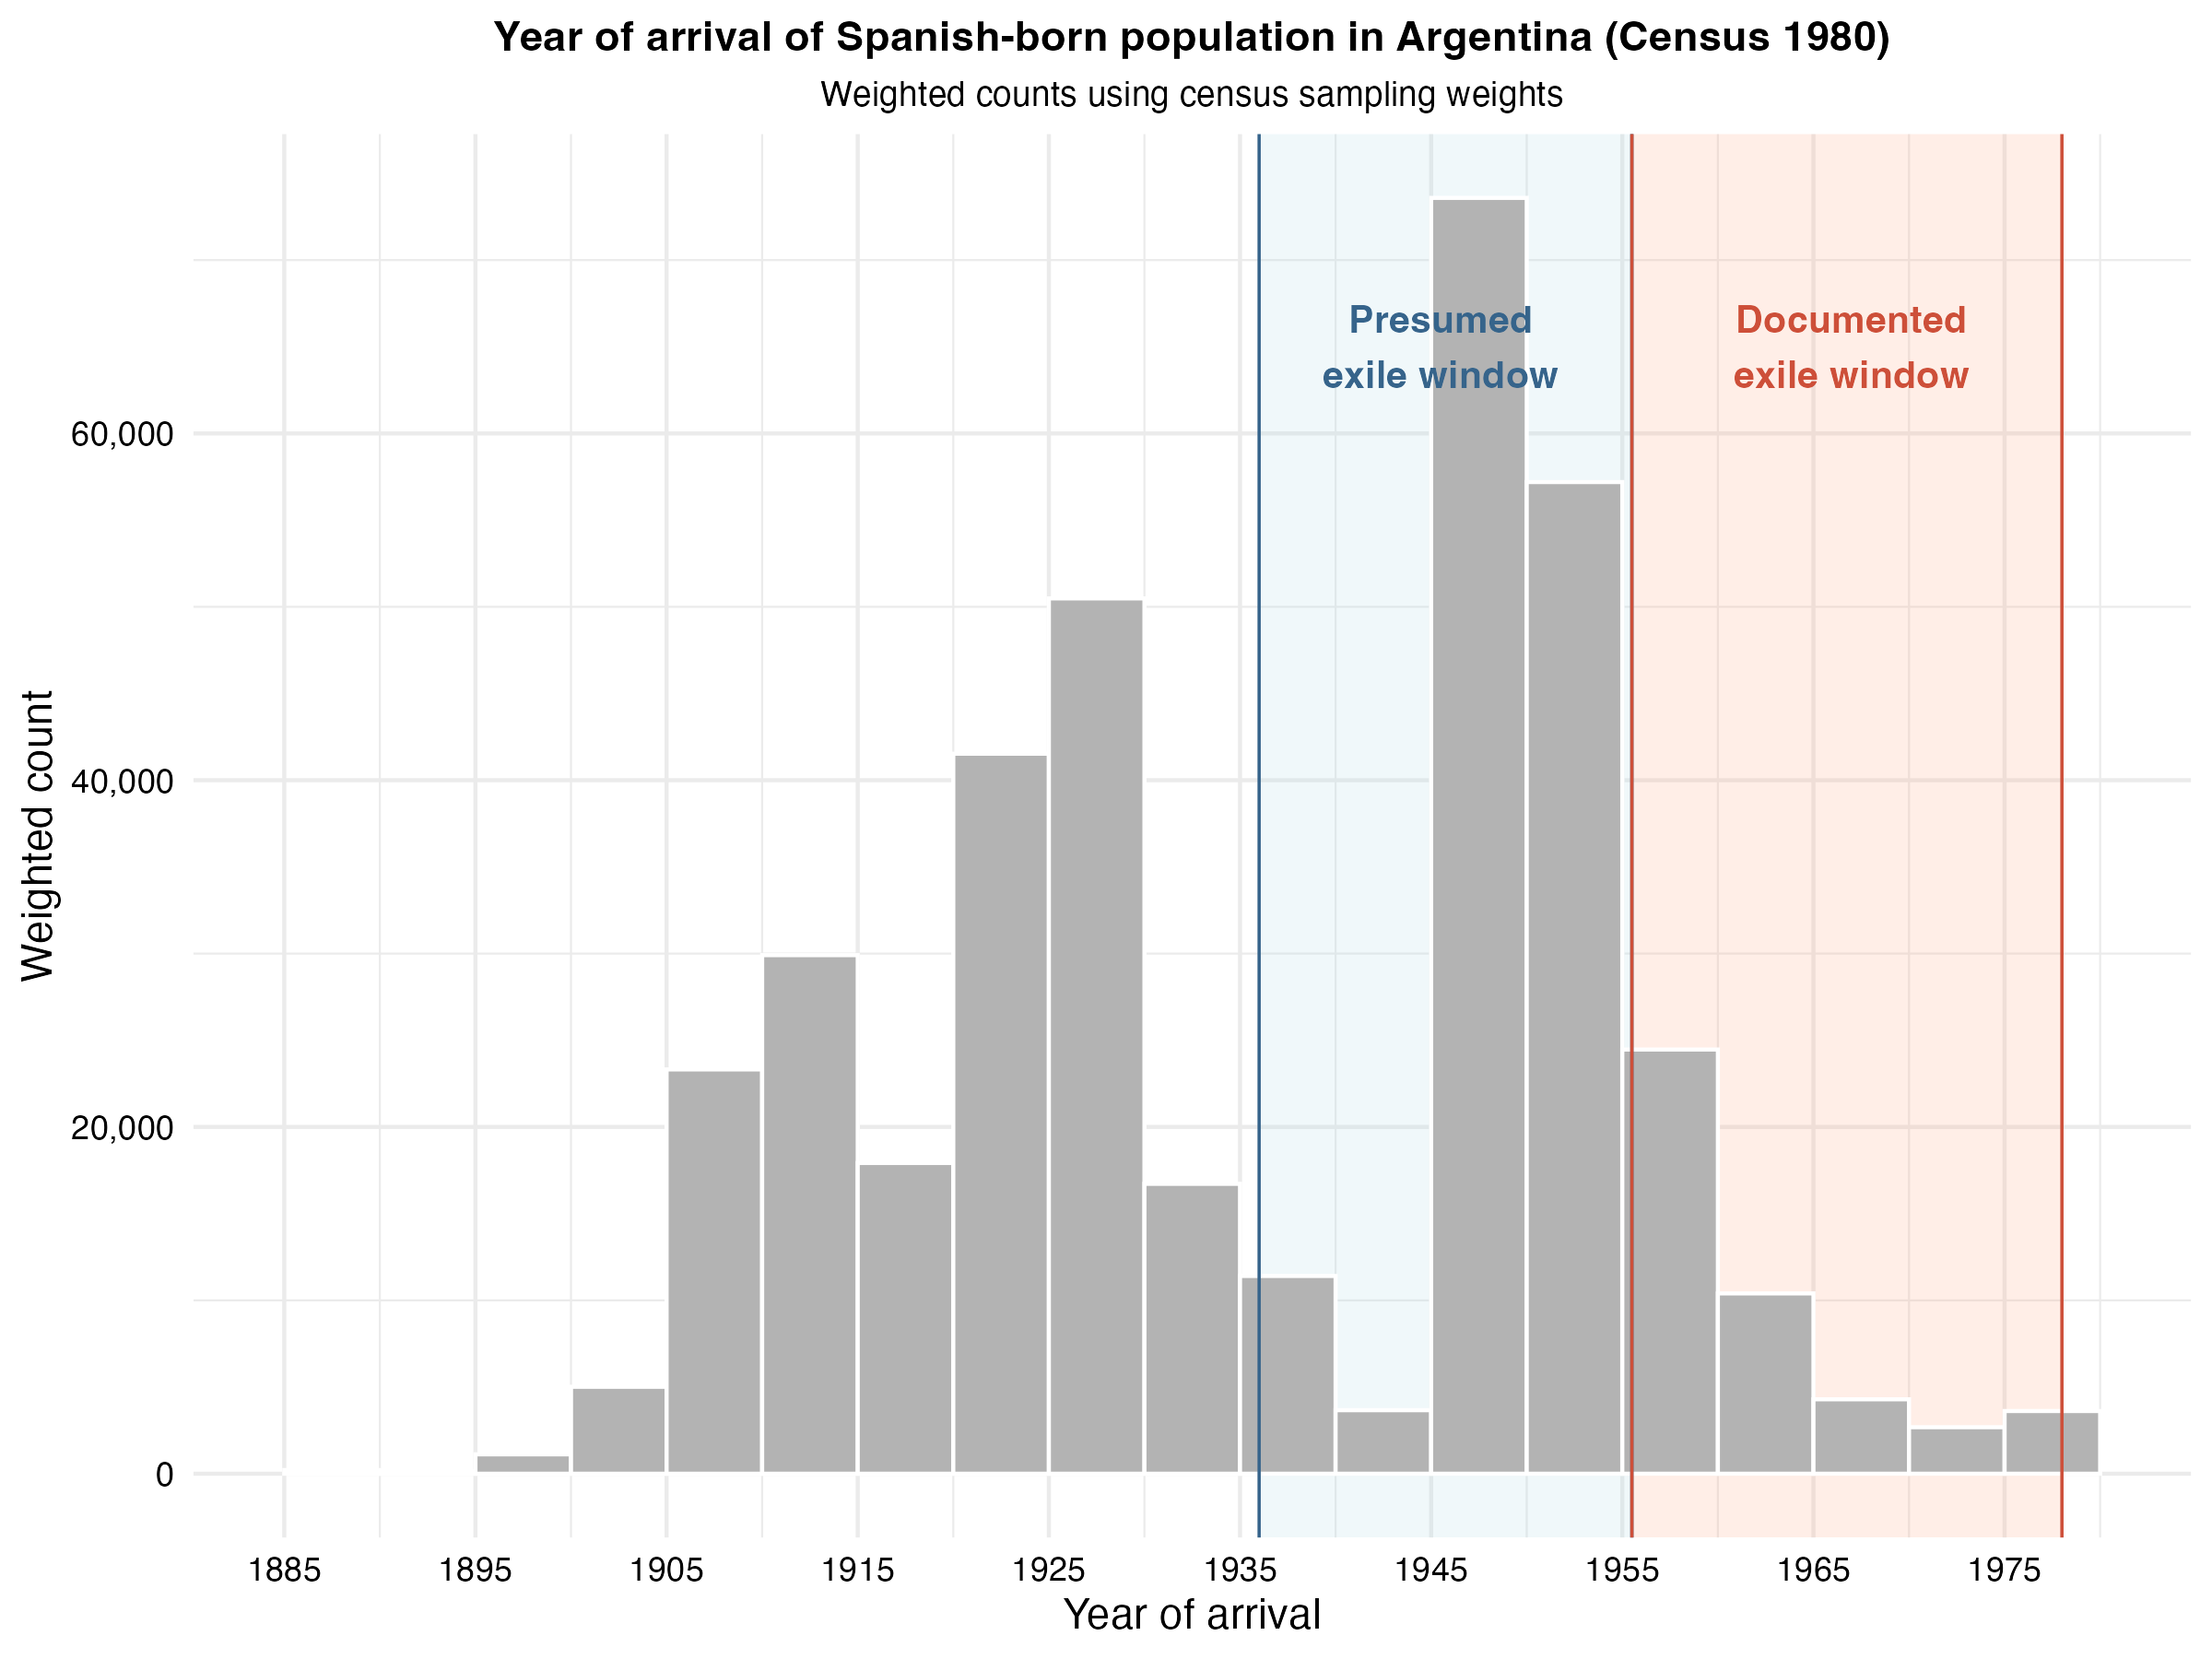 Year of arrival of Spanish-born population in Argentina (Census 1980)
Weighted counts using census sampling weights
Presumed
exile window
Documented
exile window
Weighted count
60,000
40,000
20,000
0
1885 1895 1905 1915 1925 1935 1945 1955 1965 1975
Year of arrival